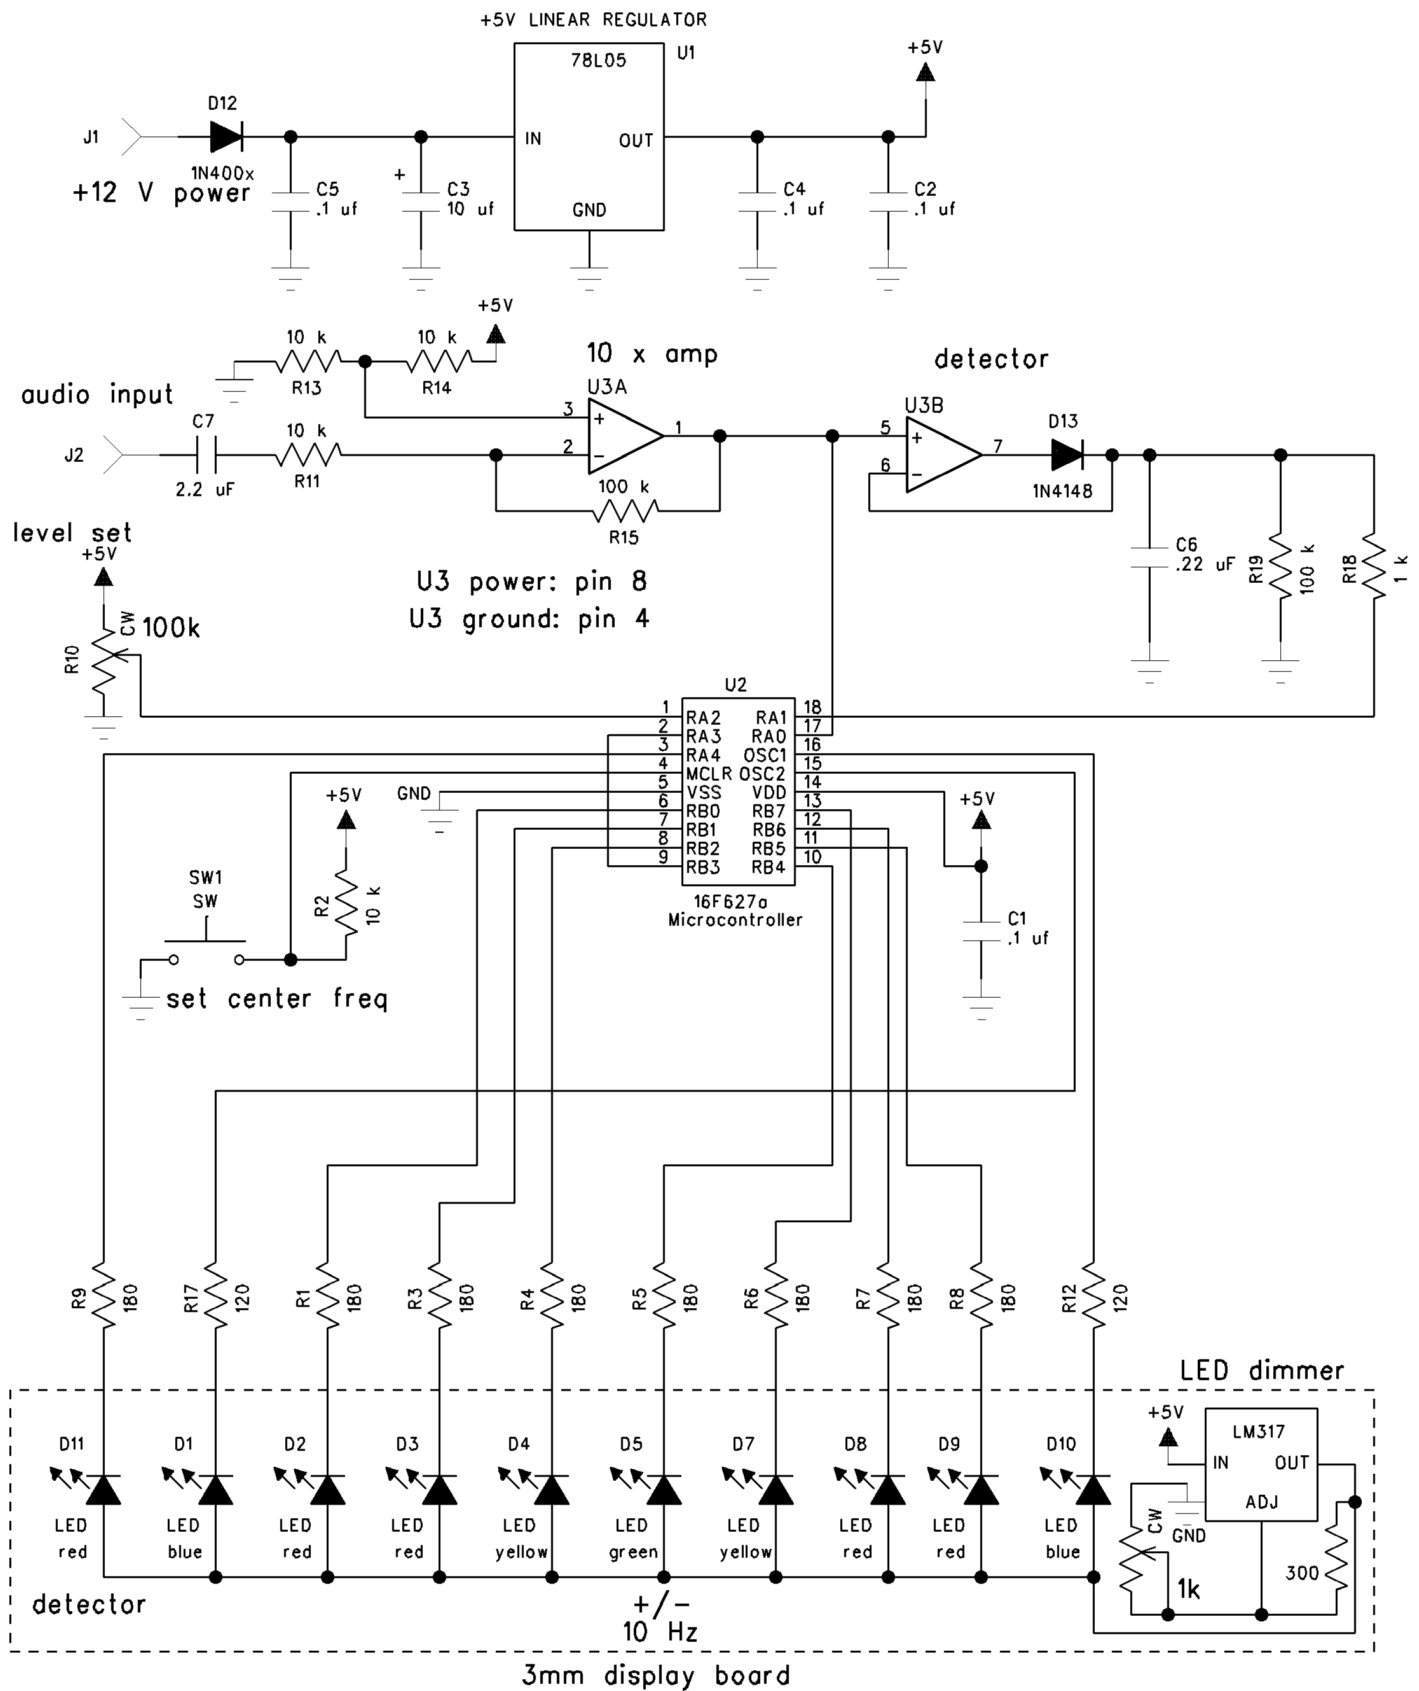 +5V LINEAR REGULATOR
78L05
U1
+5V
D12
J1
IN
OUT
1N400x
+12 V power
+
C5
.1 uf
C3
10 uf
GND
C4
.1 uf
C2
.1 uf
+5V
10 k
10 k
R13
R14
10 x amp
U3A
detector
audio input
C7
10 k
3
+
2
-
1
U3B
5
+
6
-
7
D13
J2
2.2 uF
R11
100 k
R15
1N4148
level set
+5V
CW
100k
R10
U3 power: pin 8
U3 ground: pin 4
C6
.22 uF
R19
100 k
R18
1 k
U2
1 RA2 RA1 18
2 RA3 RA0 17
3 RA4 OSC1 16
4 MCLR OSC2 15
5 VSS VDD 14
6 RB0 RB7 13
7 RB1 RB6 12
8 RB2 RB5 11
9 RB3 RB4 10
16F627a
Microcontroller
GND
+5V
+5V
SW1
SW
R2
10 k
C1
.1 uf
set center freq
R9
180
R17
120
R1
180
R3
180
R4
180
R5
180
R6
180
R7
180
R8
180
R12
120
LED dimmer
+5V
LM317
IN
OUT
ADJ
GND
CW
1k
300
D11
D1
D2
D3
D4
D5
D7
D8
D9
D10
LED
LED
LED
LED
LED
LED
LED
LED
LED
LED
red
blue
red
red
yellow
green
yellow
red
red
blue
detector
+/-
10 Hz
3mm display board